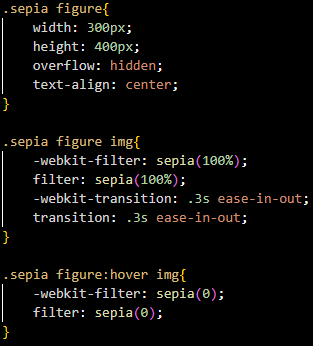 .sepia figure{
width: 300px;
height: 400px;
overflow: hidden;
text-align: center;
}
.sepia figure img{
-webkit-filter: sepia(100%);
filter: sepia(100%);
-webkit-transition: .3s ease-in-out;
transition: .3s ease-in-out;
}
.sepia figure:hover img{
-webkit-filter: sepia(0);
filter: sepia(0);
}